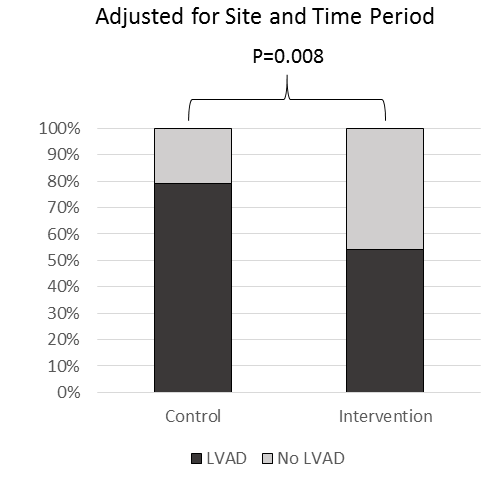 Adjusted for Site and Time Period
P=0.008
100%
90%
80%
70%
60%
50%
40%
30%
20%
10%
0%
Control Intervention
LVAD No LVAD